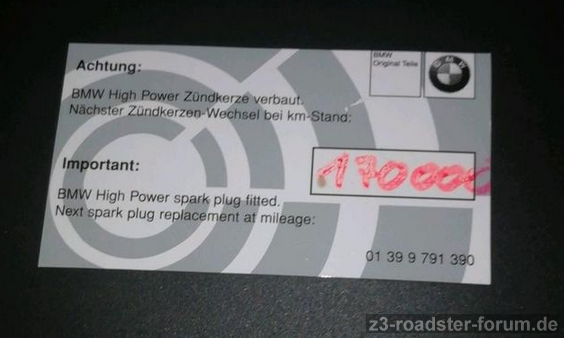 Achtung:
BMW
Original Teile
BMW
BMW High Power Zündkerze verbaut.
Nächster Zündkerzen-Wechsel bei km-Stand:
Important:
170000
BMW High Power spark plug fitted.
Next spark plug replacement at mileage:
01 39 9 791 390
z3-roadster-forum.de